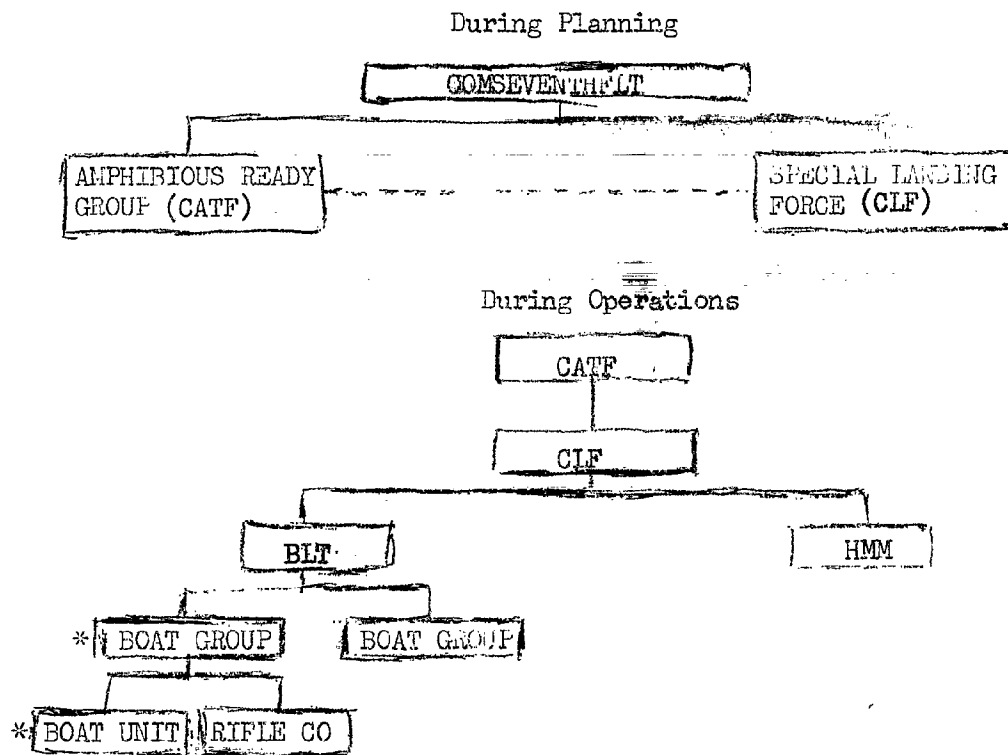 During Planning
COMSEVENTHFLT
AMPHIBIOUS READY
GROUP (CATF)
SPECIAL LANDING
FORCE (CLF)
During Operations
CATF
CLF
BLT
HMM
* BOAT GROUP
BOAT GROUP
* BOAT UNIT
RIFLE CO